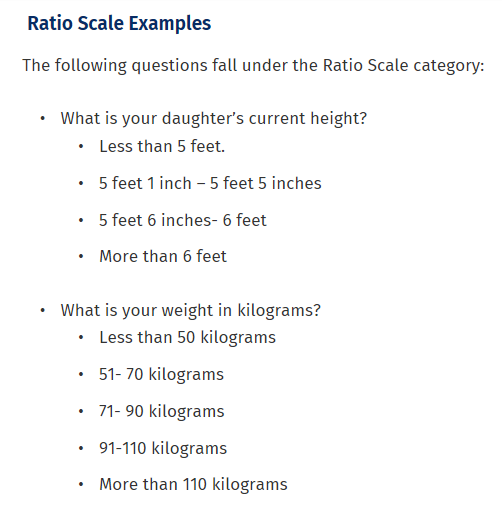 Ratio Scale Examples
The following questions fall under the Ratio Scale category:
• What is your daughter’s current height?
• Less than 5 feet.
• 5 feet 1 inch – 5 feet 5 inches
• 5 feet 6 inches- 6 feet
• More than 6 feet
• What is your weight in kilograms?
• Less than 50 kilograms
• 51- 70 kilograms
• 71- 90 kilograms
• 91-110 kilograms
• More than 110 kilograms